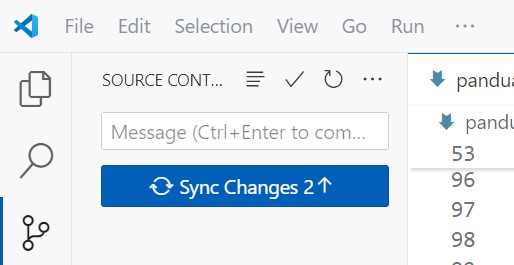 File Edit Selection View Go Run ···
SOURCE CONT... ···
pandua
Message (Ctrl+Enter to com...
pandu
Sync Changes 2↑
53
96
97
98